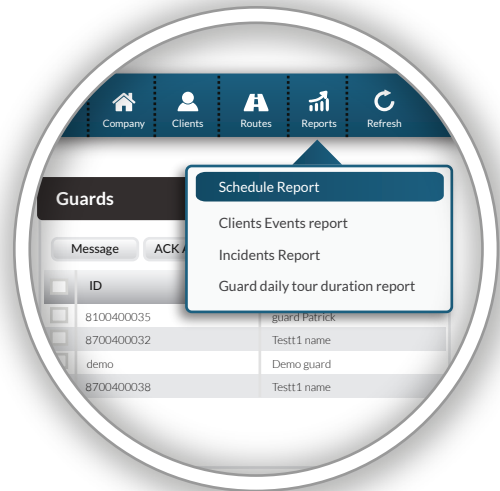 Company Clients Routes Reports Refresh
Guards
Schedule Report
Clients Events report
Incidents Report
Guard daily tour duration report
Message ACK
ID
8100400035 guard Patrick
8700400032 Testt1 name
demo Demo guard
8700400038 Testt1 name